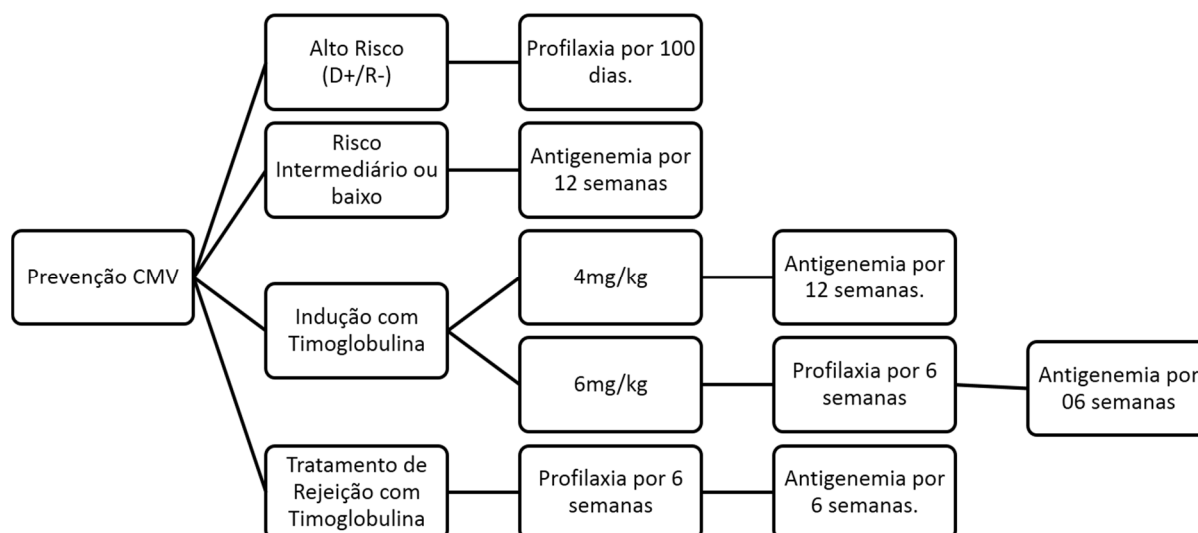 Alto Risco
(D+/R-)
Profilaxia por 100
dias.
Risco
Intermediário ou
baixo
Antigenemia por
12 semanas
Prevenção CMV
Indução com
Timoglobulina
4mg/kg
Antigenemia por
12 semanas.
6mg/kg
Profilaxia por 6
semanas
Antigenemia por
06 semanas
Tratamento de
Rejeição com
Timoglobulina
Profilaxia por 6
semanas
Antigenemia por
6 semanas.